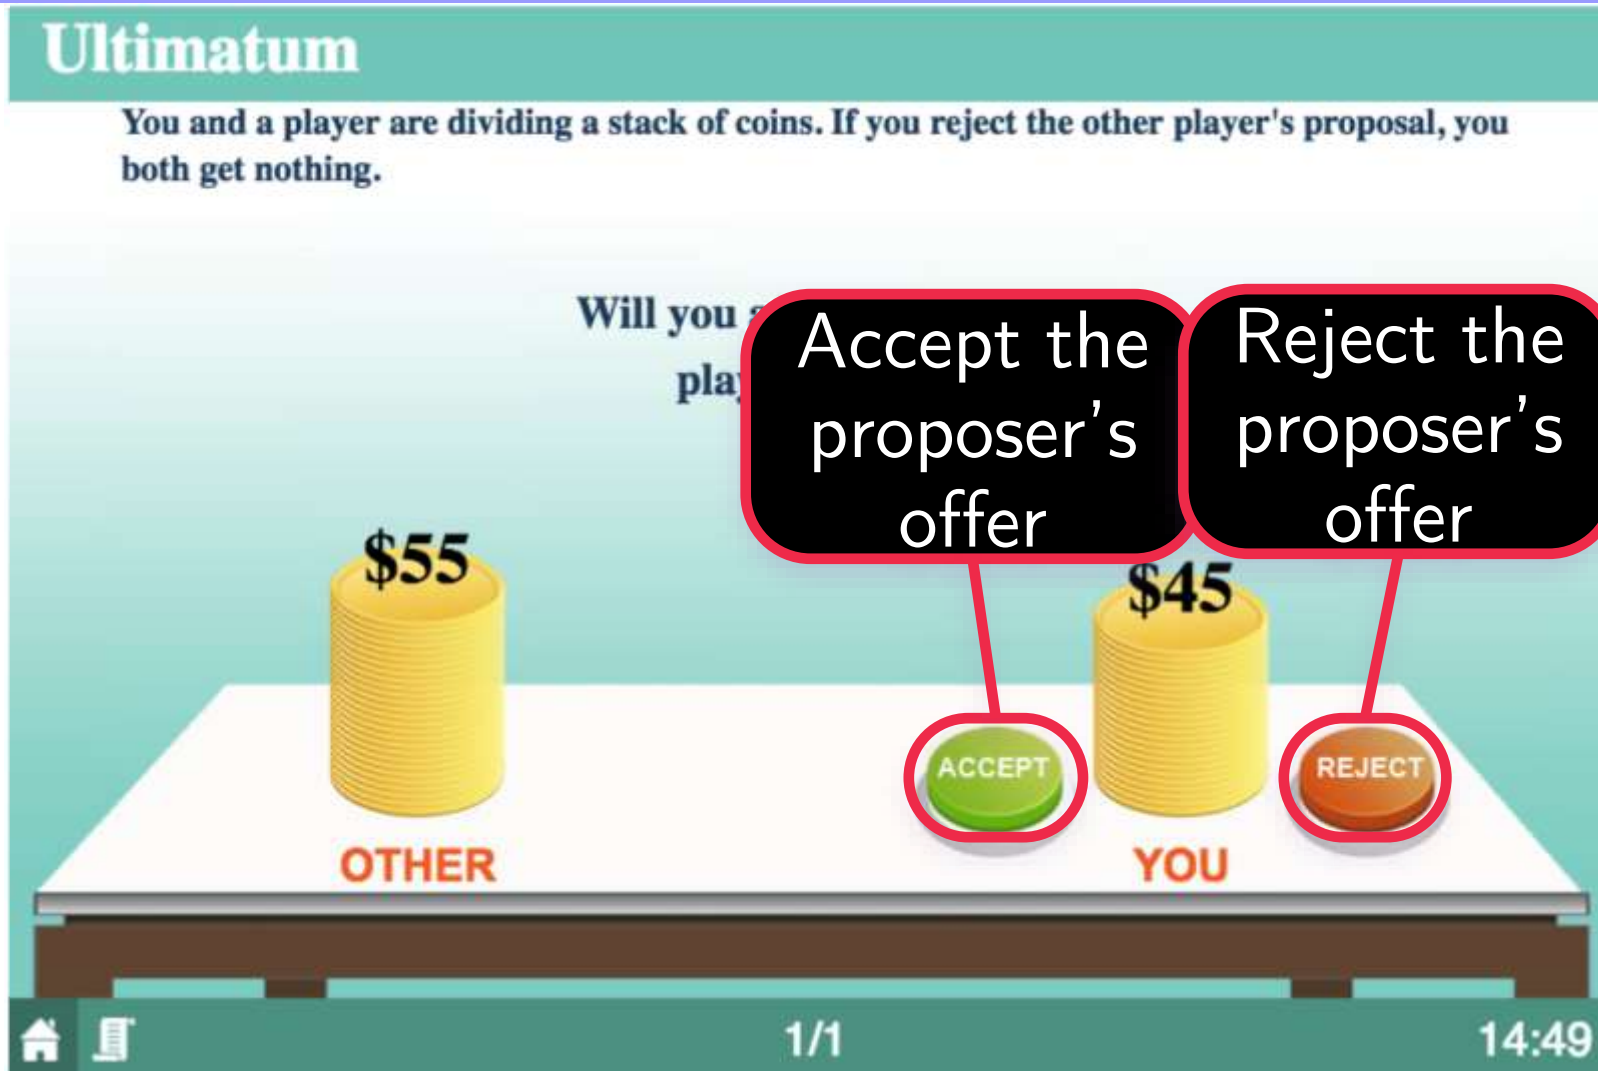 Ultimatum
You and a player are dividing a stack of coins. If you reject the other player's proposal, you
both get nothing.
Will you
Accept the
proposer's
offer
Reject the
proposer's
offer
$55
$45
ACCEPT
REJECT
OTHER
YOU
1/1
14:49